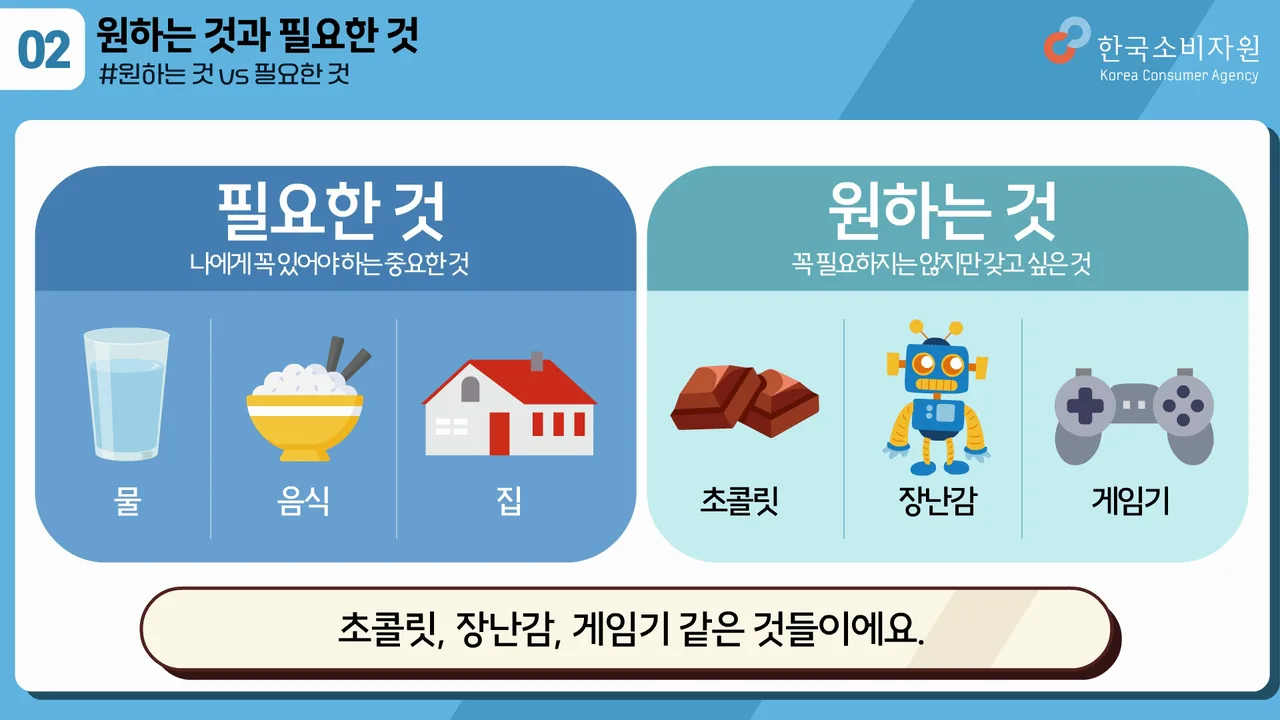 02
원하는 것과 필요한 것
#원하는 것 vs 필요한 것
한국소비자원
Korea Consumer Agency
필요한 것
나에게 꼭 있어야 하는 중요한 것
물
음식
집
원하는 것
꼭 필요하지는 않지만 갖고 싶은 것
초콜릿
장난감
게임기
초콜릿, 장난감, 게임기 같은 것들이에요.